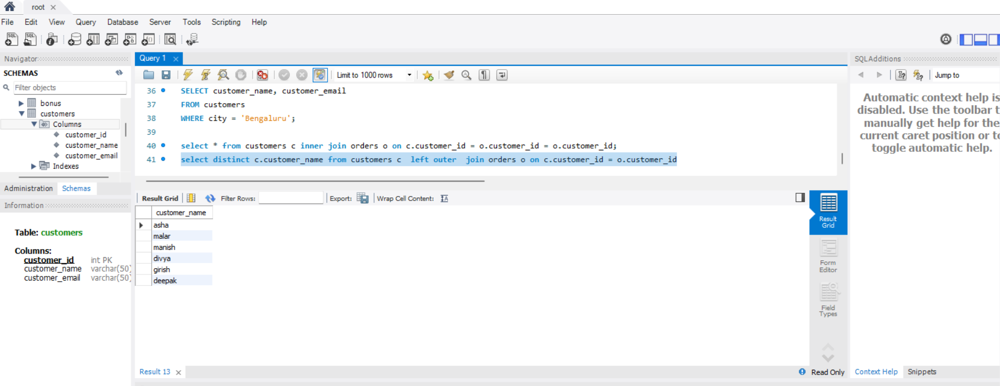 root
File Edit View Query Database Server Tools Scripting Help
SQL SQL
Navigator
SCHEMAS
Filter objects
bonus
customers
Columns
customer_id
customer_name
customer_email
Indexes
Administration Schemas
Information
Table: customers
Columns:
customer_id int PK
customer_name varchar(50)
customer_email varchar(50)
Query 1
Limit to 1000 rows
36 SELECT customer_name, customer_email
37 FROM customers
38 WHERE city = 'Bengaluru';
39
40 select * from customers c inner join orders o on c.customer_id = o.customer_id = o.customer_id;
41 select distinct c.customer_name from customers c left outer join orders o on c.customer_id = o.customer_id
Result Grid Filter Rows: Export: Wrap Cell Content:
customer_name
asha
malar
manish
divya
girish
deepak
Result
Grid
Form
Editor
Field
Types
Result 13
Read Only
SQLAdditions
Jump to
Automatic context help is
disabled. Use the toolbar t
manually get help for the
current caret position or to
toggle automatic help.
Context Help Snippets